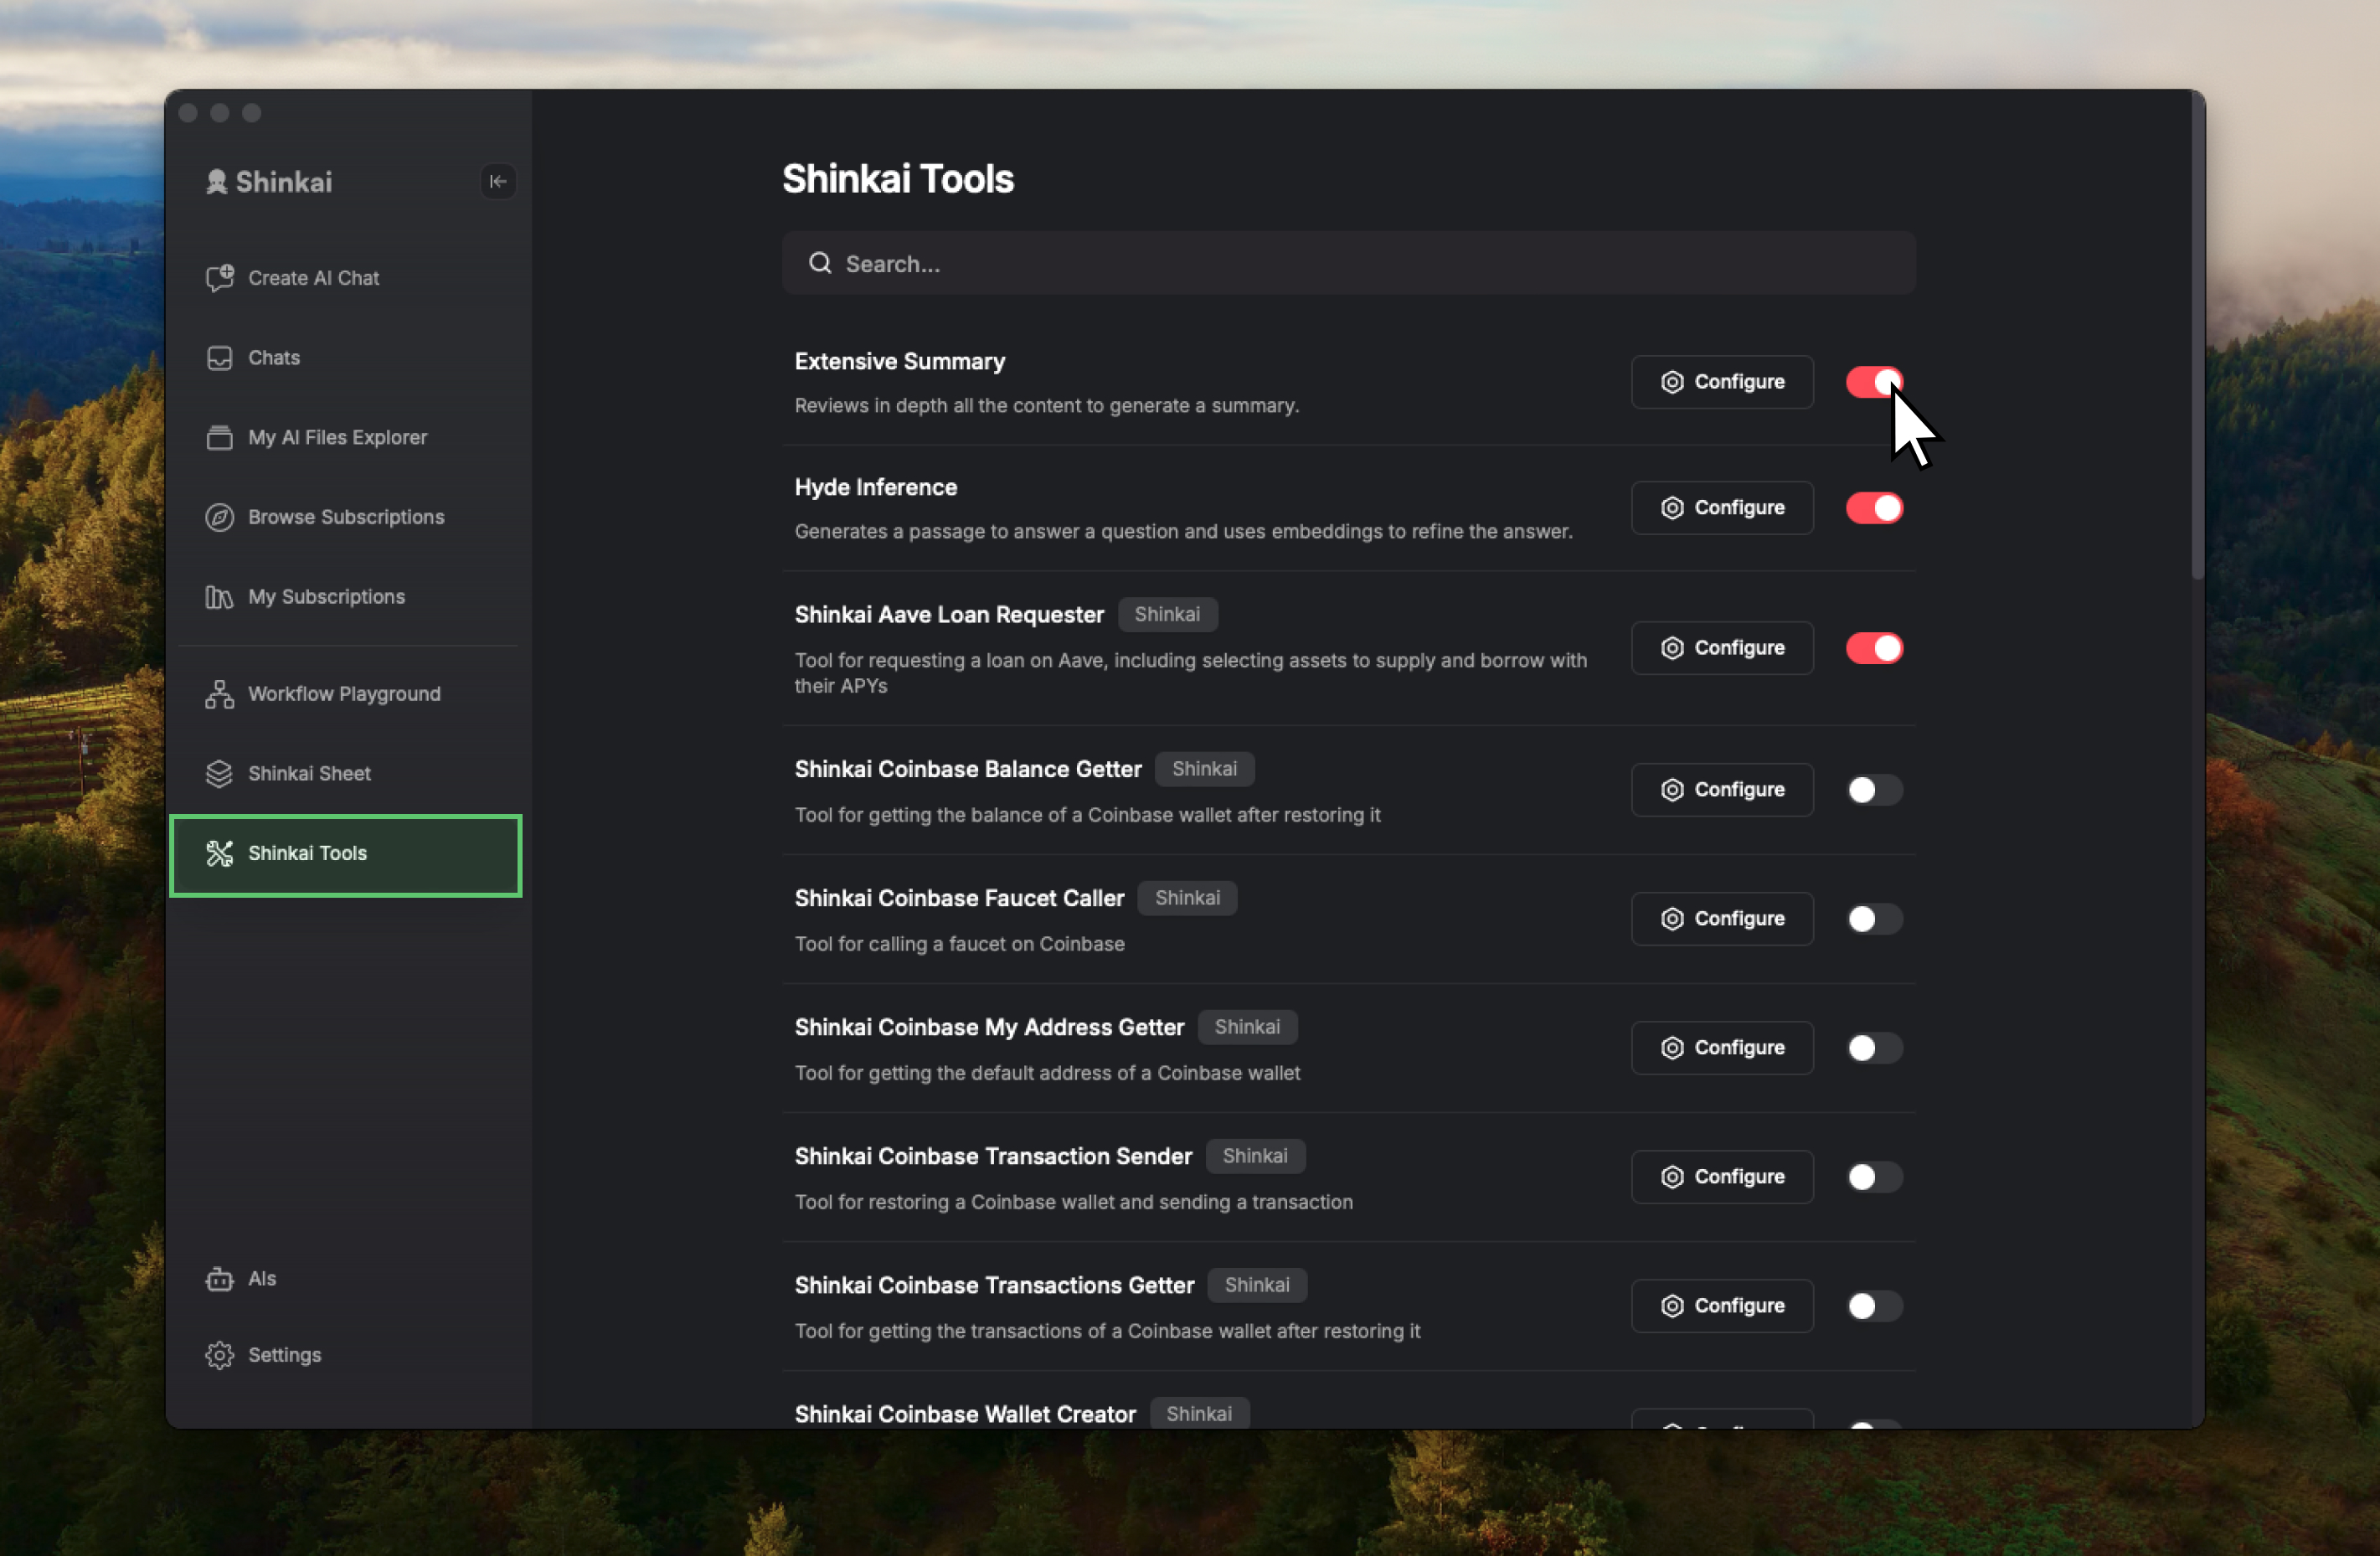 Shinkai
Create AI Chat
Chats
My AI Files Explorer
Browse Subscriptions
My Subscriptions
Workflow Playground
Shinkai Sheet
Shinkai Tools
AIs
Settings
Shinkai Tools
Search...
Extensive Summary
Reviews in depth all the content to generate a summary.
Configure
Hyde Inference
Generates a passage to answer a question and uses embeddings to refine the answer.
Configure
Shinkai Aave Loan Requester Shinkai
Tool for requesting a loan on Aave, including selecting assets to supply and borrow with
their APYs
Configure
Shinkai Coinbase Balance Getter Shinkai
Tool for getting the balance of a Coinbase wallet after restoring it
Configure
Shinkai Coinbase Faucet Caller Shinkai
Tool for calling a faucet on Coinbase
Configure
Shinkai Coinbase My Address Getter Shinkai
Tool for getting the default address of a Coinbase wallet
Configure
Shinkai Coinbase Transaction Sender Shinkai
Tool for restoring a Coinbase wallet and sending a transaction
Configure
Shinkai Coinbase Transactions Getter Shinkai
Tool for getting the transactions of a Coinbase wallet after restoring it
Configure
Shinkai Coinbase Wallet Creator Shinkai